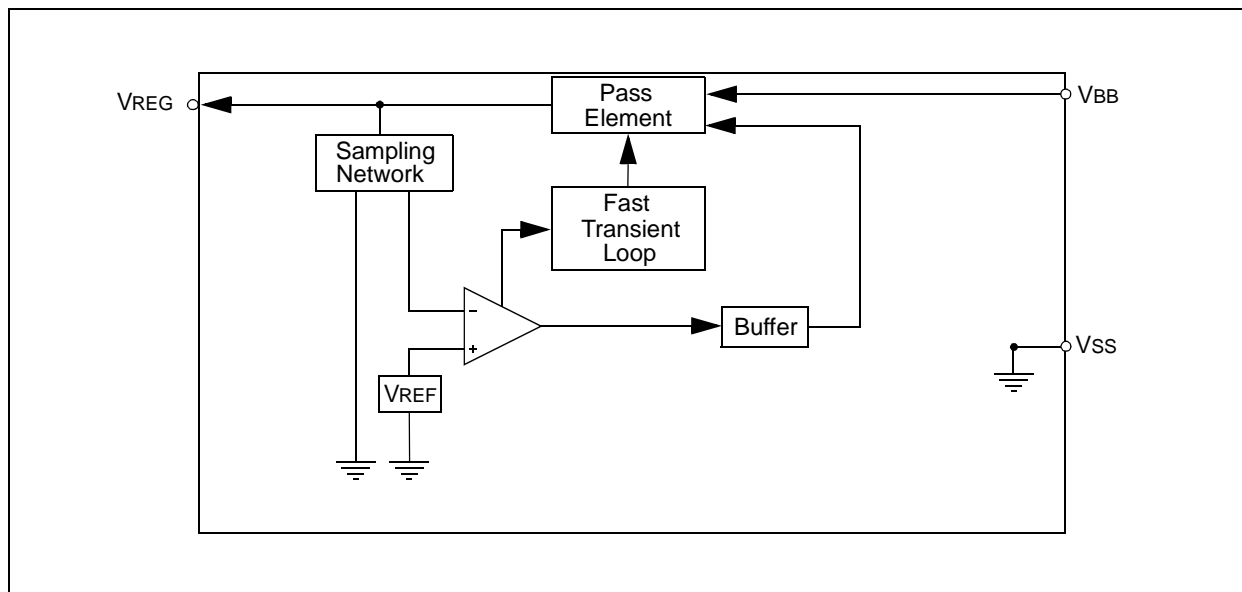 VREG
Pass
Element
VBB
Sampling
Network
Fast
Transient
Loop
-
+
Buffer
VSS
VREF